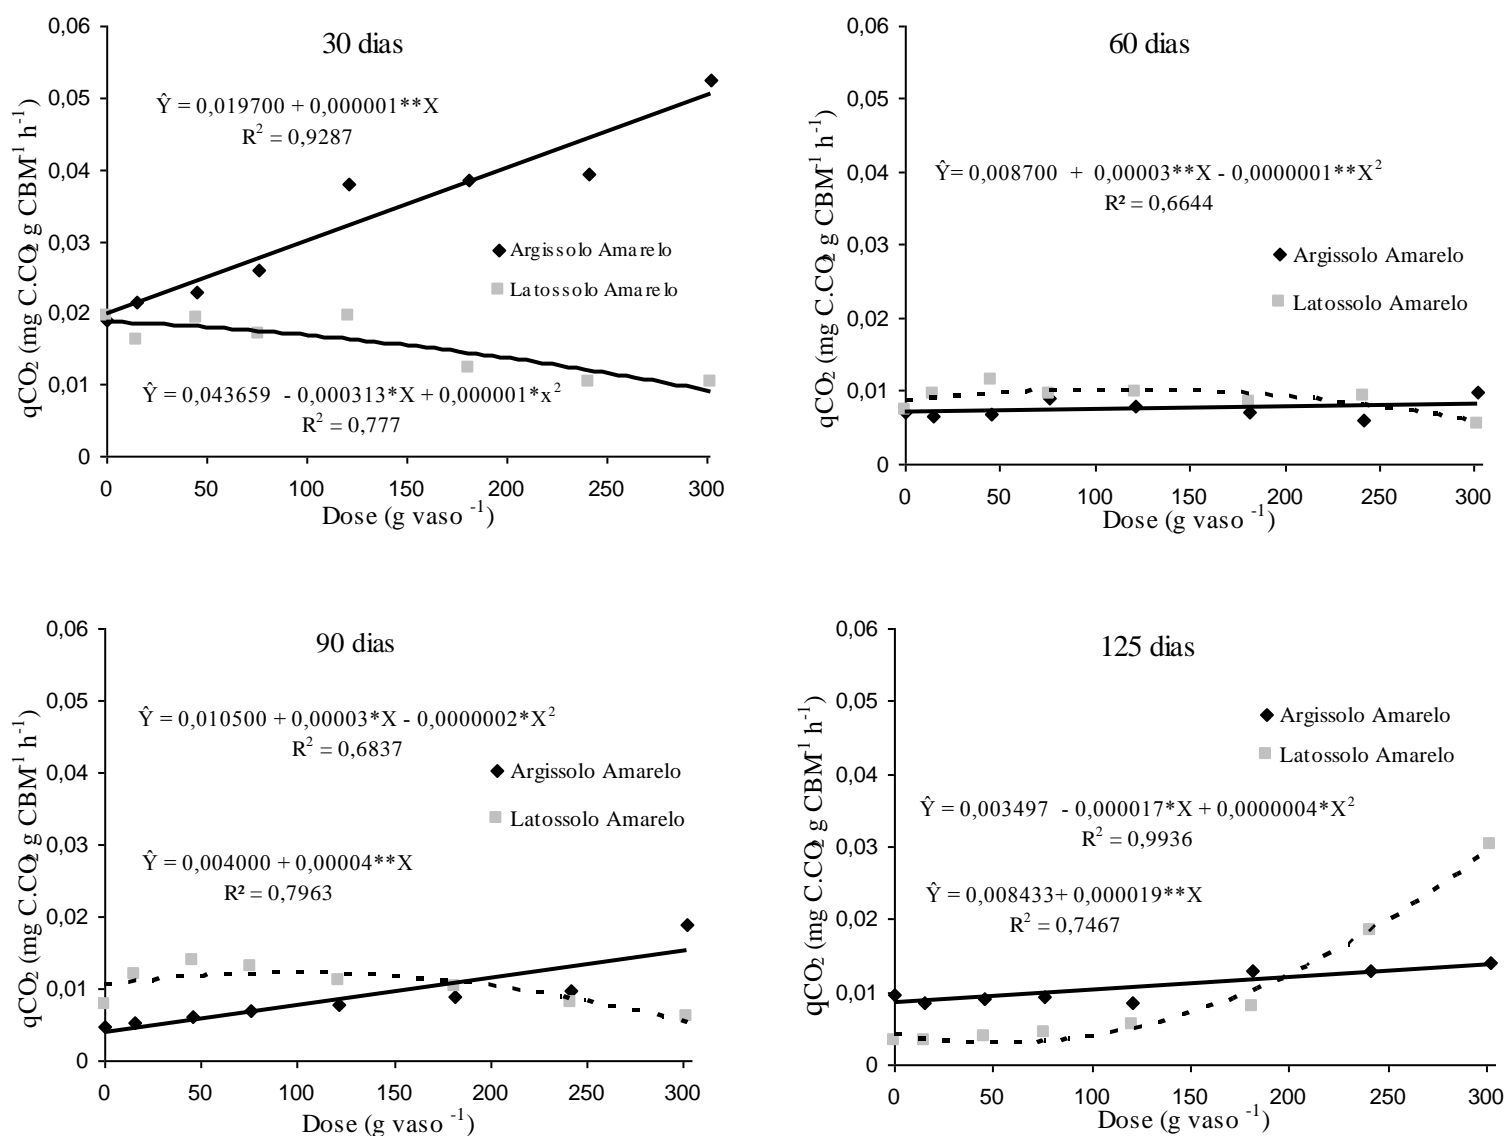 30 dias
0,06
0,05
0,04
0,03
0,02
0,01
0
qCO₂ (mg C.CO₂ g CBM⁻¹ h⁻¹)
Ŷ = 0,019700 + 0,000001**X
R² = 0,9287
Argissolo Amarelo
Latossolo Amarelo
Ŷ = 0,043659 - 0,000313*X + 0,000001*x²
R² = 0,777
0 50 100 150 200 250 300
Dose (g vaso ⁻¹)
60 dias
0,06
0,05
0,04
0,03
0,02
0,01
0
qCO₂ (mg C.CO₂ g CBM⁻¹ h⁻¹)
Ŷ= 0,008700 + 0,00003**X - 0,0000001**X²
R² = 0,6644
Argissolo Amarelo
Latossolo Amarelo
0 50 100 150 200 250 300
Dose (g vaso ⁻¹)
90 dias
0,06
0,05
0,04
0,03
0,02
0,01
0
qCO₂ (mg C.CO₂ g CBM⁻¹ h⁻¹)
Ŷ = 0,010500 + 0,00003*X - 0,0000002*X²
R² = 0,6837
Argissolo Amarelo
Latossolo Amarelo
Ŷ = 0,004000 + 0,00004**X
R² = 0,7963
0 50 100 150 200 250 300
Dose (g vaso ⁻¹)
125 dias
0,06
0,05
0,04
0,03
0,02
0,01
0
qCO₂ (mg C.CO₂ g CBM⁻¹ h⁻¹)
Argissolo Amarelo
Latossolo Amarelo
Ŷ = 0,003497 - 0,000017*X + 0,0000004*X²
R² = 0,9936
Ŷ = 0,008433+ 0,000019**X
R² = 0,7467
0 50 100 150 200 250 300
Dose (g vaso ⁻¹)